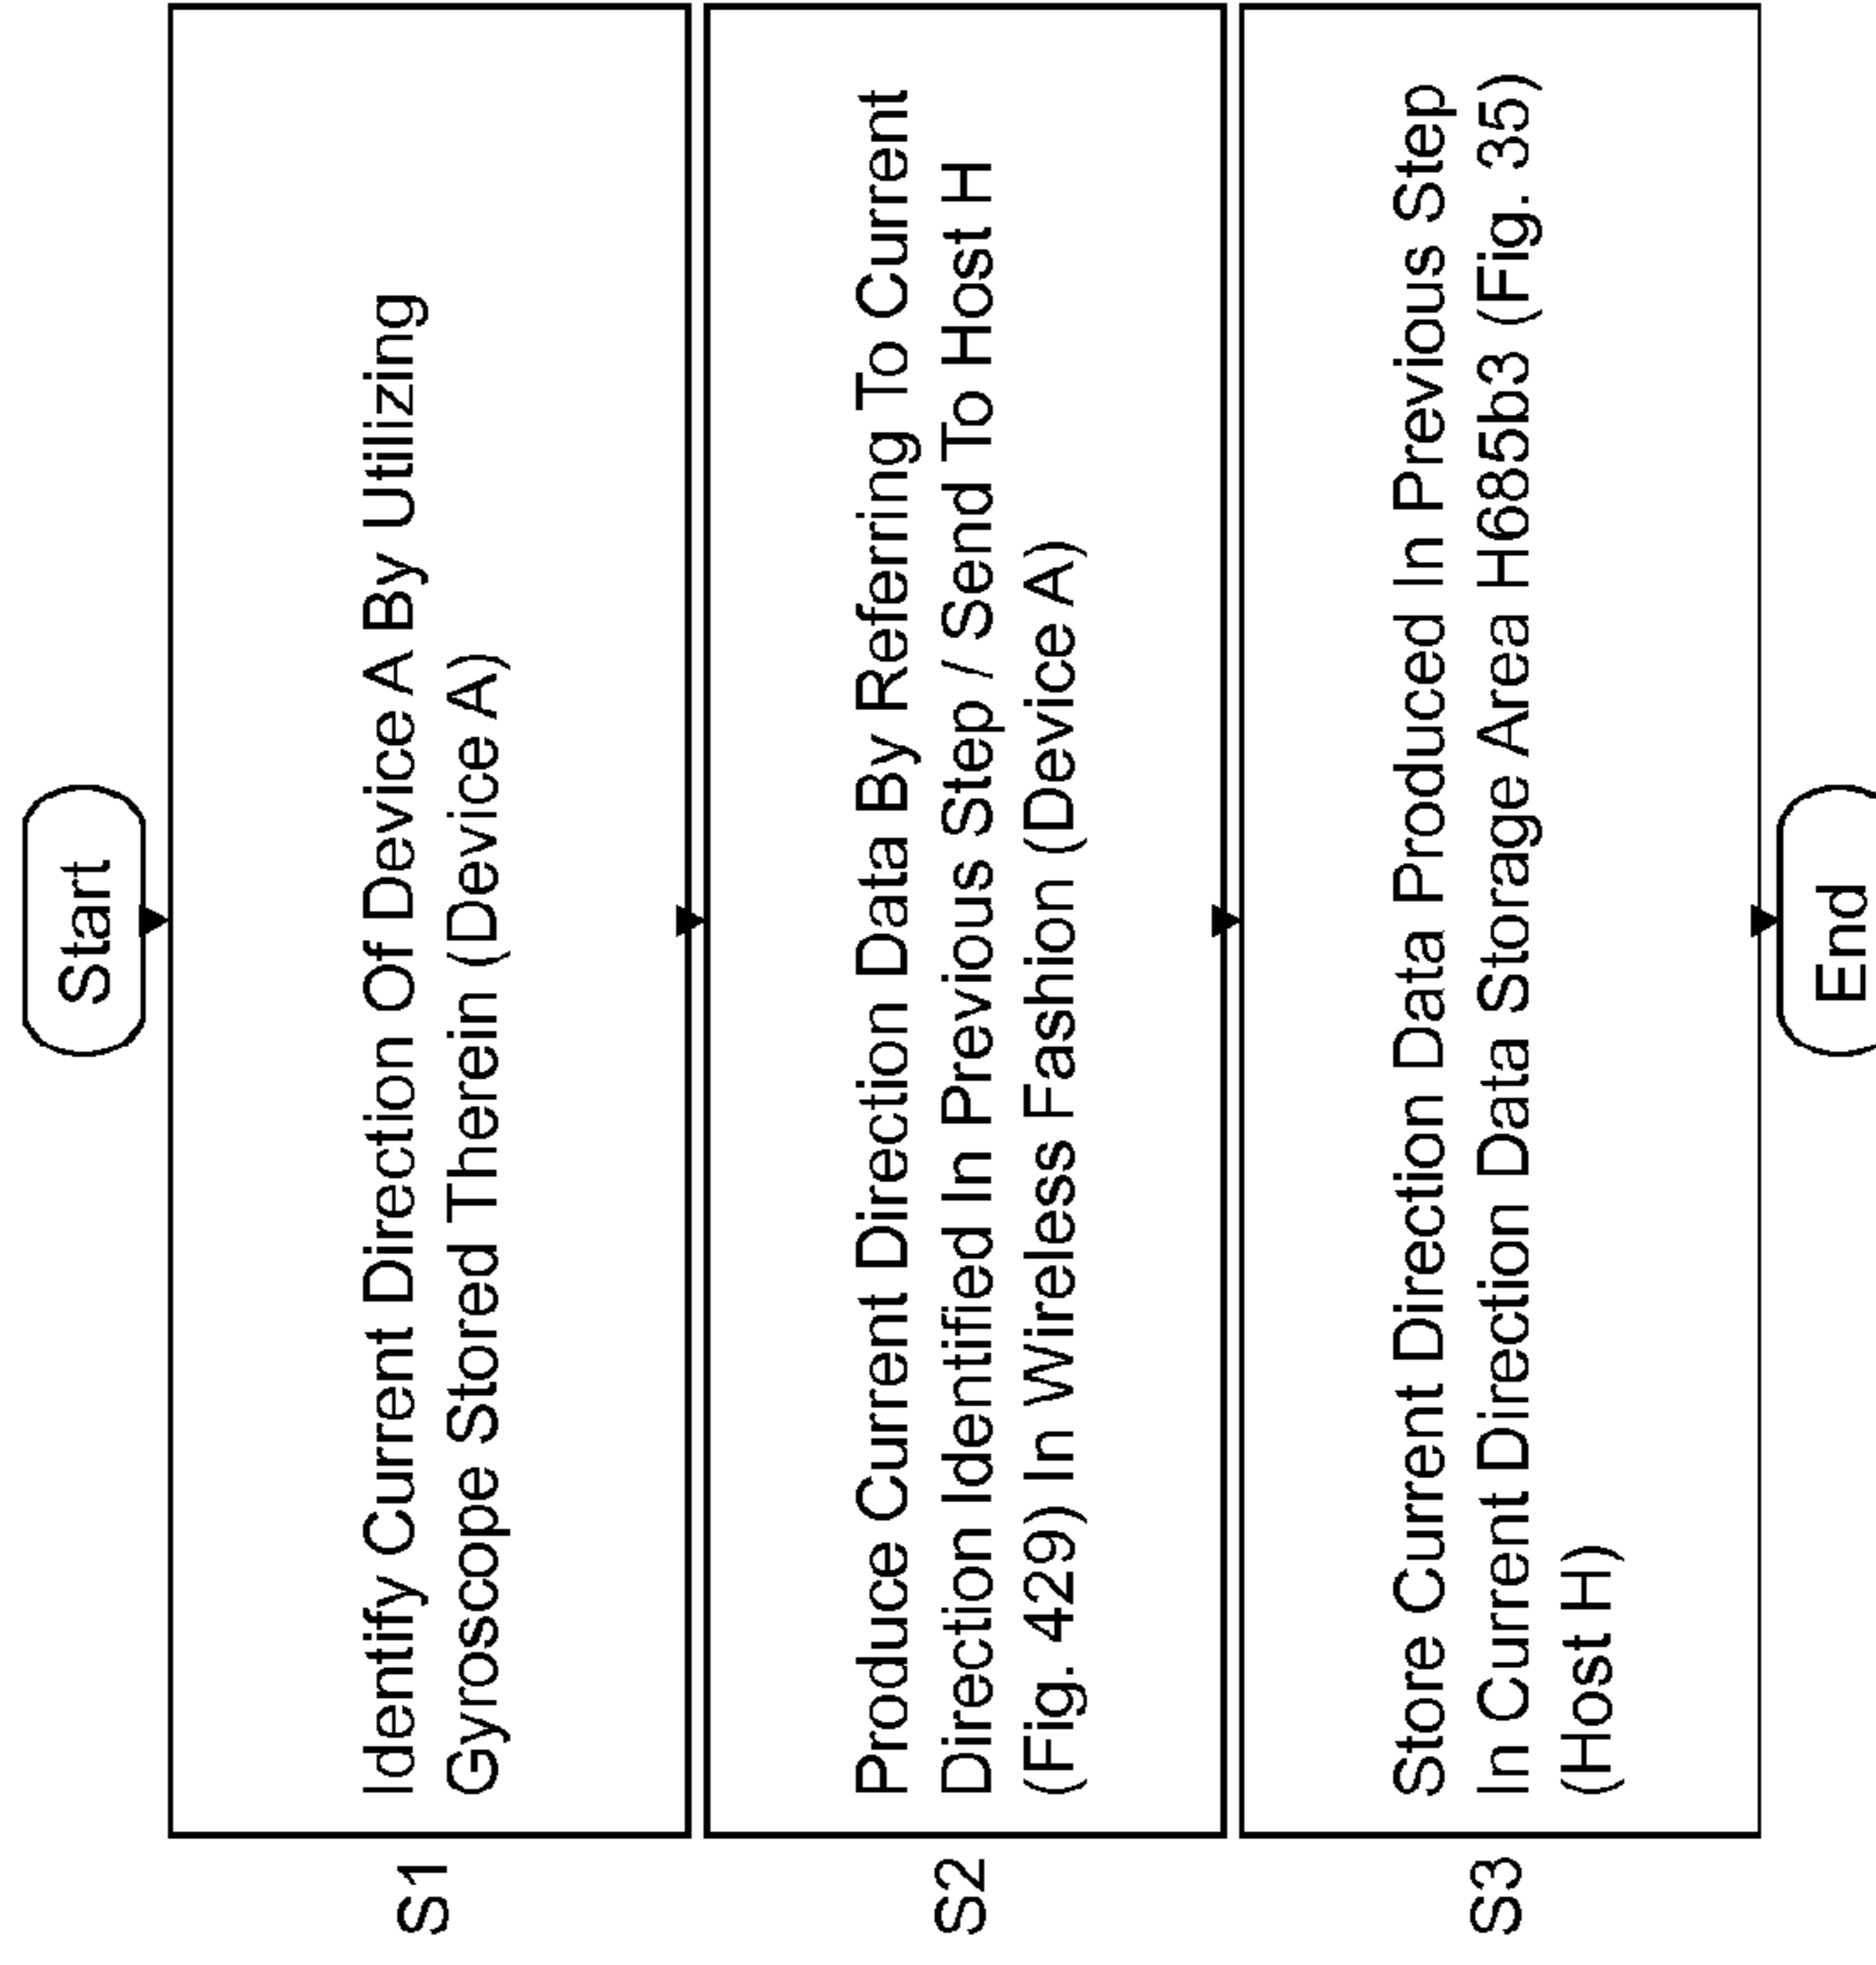 Start
S1
Identify Current Direction Of Device A By Utilizing
Gyroscope Stored Therein (Device A)
S2
Produce Current Direction Data By Referring To Current
Direction Identified In Previous Step / Send To Host H
(Fig. 429) In Wireless Fashion (Device A)
S3
Store Current Direction Data Produced In Previous Step
In Current Direction Data Storage Area H685b3 (Fig. 35)
(Host H)
End